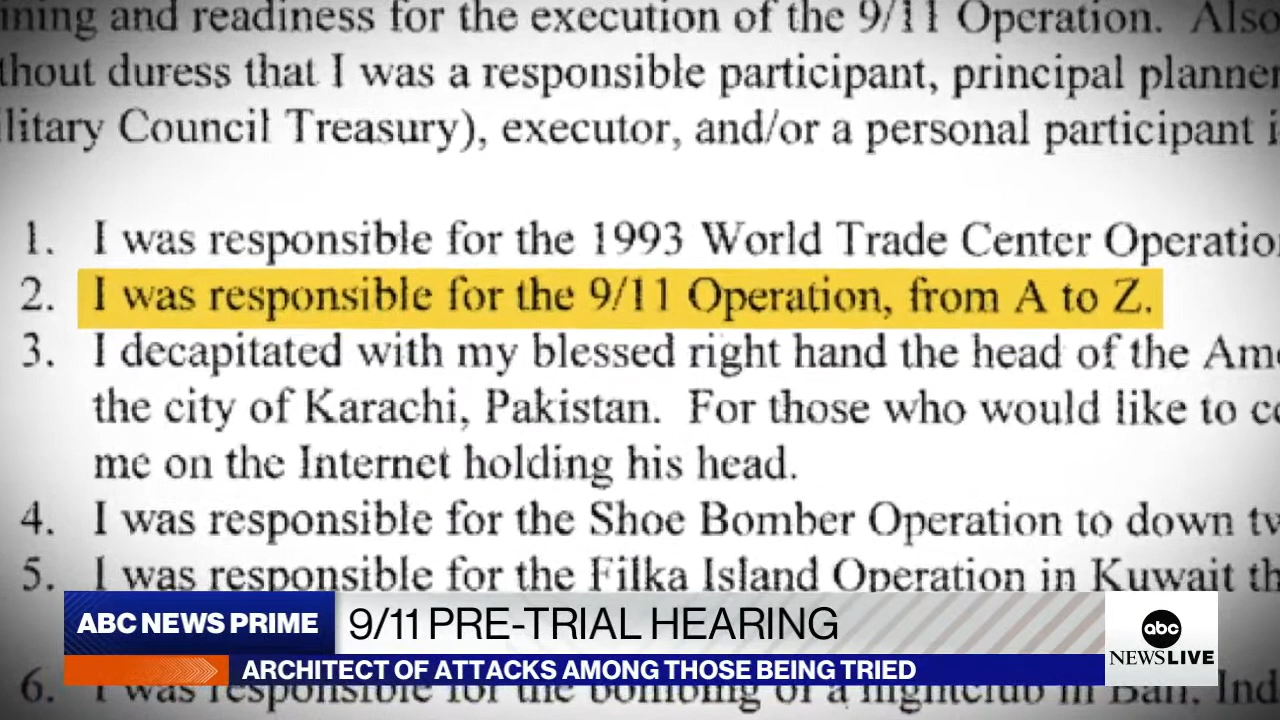 ning and readiness for the execution of the 9/11 Operation. Also
thout duress that I was a responsible participant, principal planner
litary Council Treasury), executor, and/or a personal participant i
1. I was responsible for the 1993 World Trade Center Operatio
2. I was responsible for the 9/11 Operation, from A to Z.
3. I decapitated with my blessed right hand the head of the Ame
the city of Karachi, Pakistan. For those who would like to co
me on the Internet holding his head.
4. I was responsible for the Shoe Bomber Operation to down tw
5. I was responsible for the Filka Island Operation in Kuwait th
ABC NEWS PRIME
9/11 PRE-TRIAL HEARING
abc
NEWSLIVE
ARCHITECT OF ATTACKS AMONG THOSE BEING TRIED
6. I was responsible for the bombing of a nightclub in Bali, Ind